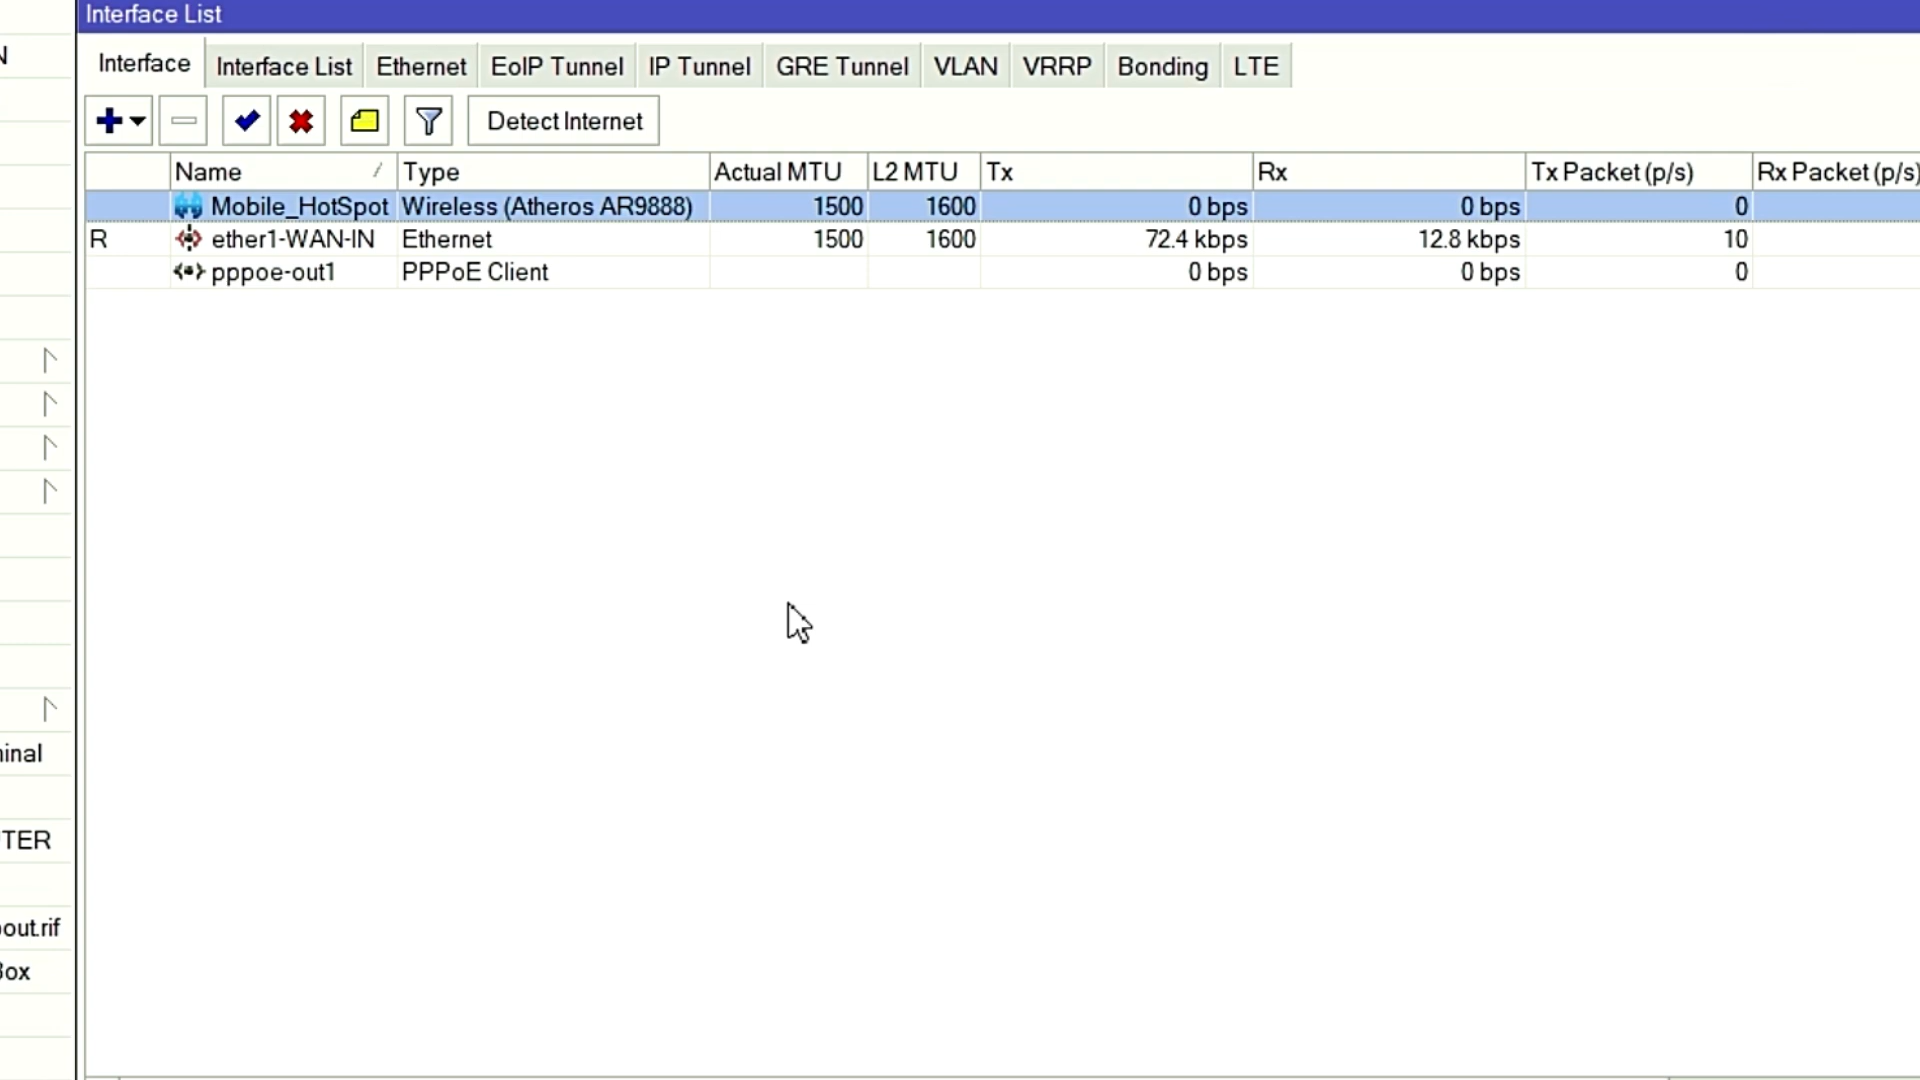 Interface List
N
Interface Interface List Ethernet EoIP Tunnel IP Tunnel GRE Tunnel VLAN VRRP Bonding LTE
Detect Internet
Name Type Actual MTU L2 MTU Tx Rx Tx Packet (p/s) Rx Packet (p/s)
Mobile_HotSpot Wireless (Atheros AR9888) 1500 1600 0 bps 0 bps 0
R ether1-WAN-IN Ethernet 1500 1600 72.4 kbps 12.8 kbps 10
pppoe-out1 PPPoE Client 0 bps 0 bps 0
inal
TER
out.rif
Box